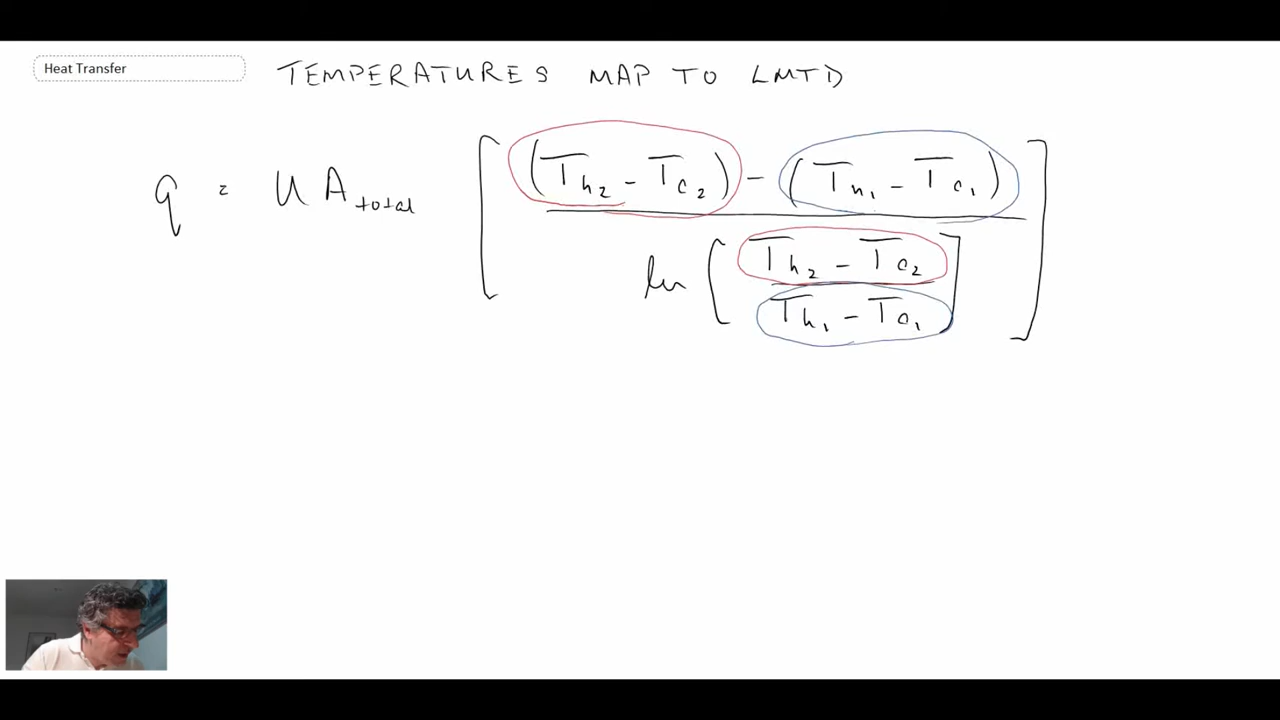 Heat Transfer
TEMPERATURES MAP TO LMTD
q = U A_total [ ((T_h2 - T_c2) - (T_h1 - T_c1)) / ln [ (T_h2 - T_c2) / (T_h1 - T_c1) ] ]